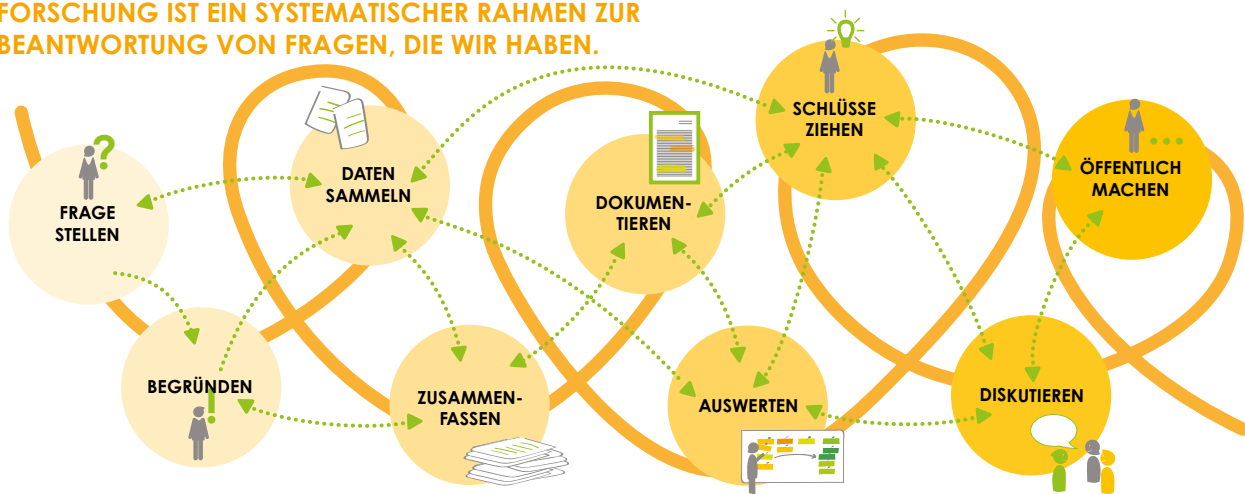 FORSCHUNG IST EIN SYSTEMATISCHER RAHMEN ZUR
BEANTWORTUNG VON FRAGEN, DIE WIR HABEN.
FRAGE
STELLEN
BEGRÜNDEN
DATEN
SAMMELN
ZUSAMMEN-
FASSEN
DOKUMEN-
TIEREN
AUSWERTEN
SCHLÜSSE
ZIEHEN
DISKUTIEREN
ÖFFENTLICH
MACHEN